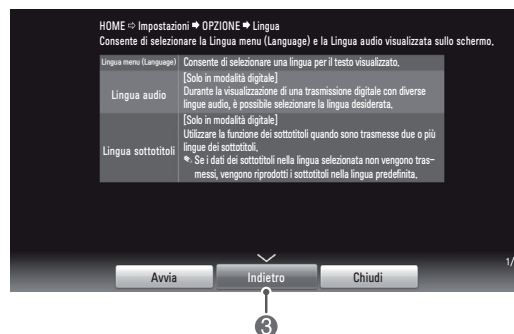 HOME ⇨ Impostazioni ➡ OPZIONE ➡ Lingua
Consente di selezionare la Lingua menu (Language) e la Lingua audio visualizzata sullo schermo.
Lingua menu (Language) Consente di selezionare una lingua per il testo visualizzato.
[Solo in modalità digitale]
Lingua audio Durante la visualizzazione di una trasmissione digitale con diverse
lingue audio, è possibile selezionare la lingua desiderata.
[Solo in modalità digitale]
Utilizzare la funzione dei sottotitoli quando sono trasmesse due o più
Lingua sottotitoli lingue dei sottotitoli.
Se i dati dei sottotitoli nella lingua selezionata non vengono tras-
messi, vengono riprodotti i sottotitoli nella lingua predefinita.
1/
Avvia Indietro Chiudi
3